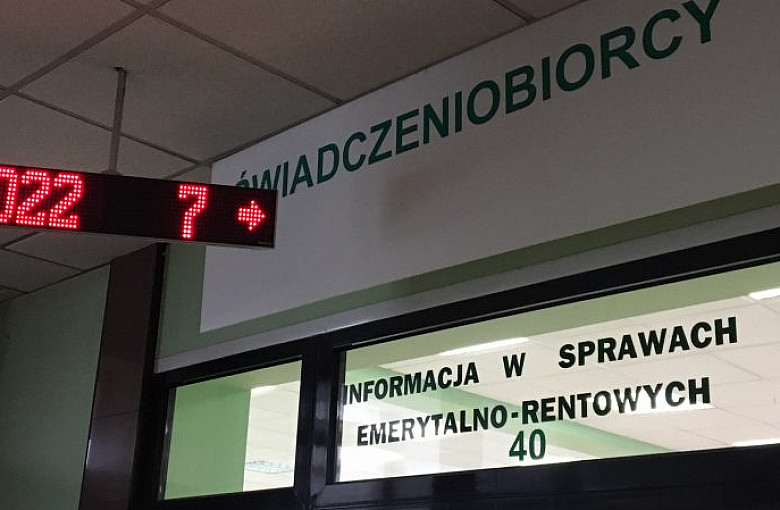 ŚWIADCZENIOBIORCY
022 7 →
INFORMACJA W SPRAWACH
EMERYTALNO-RENTOWYCH
40